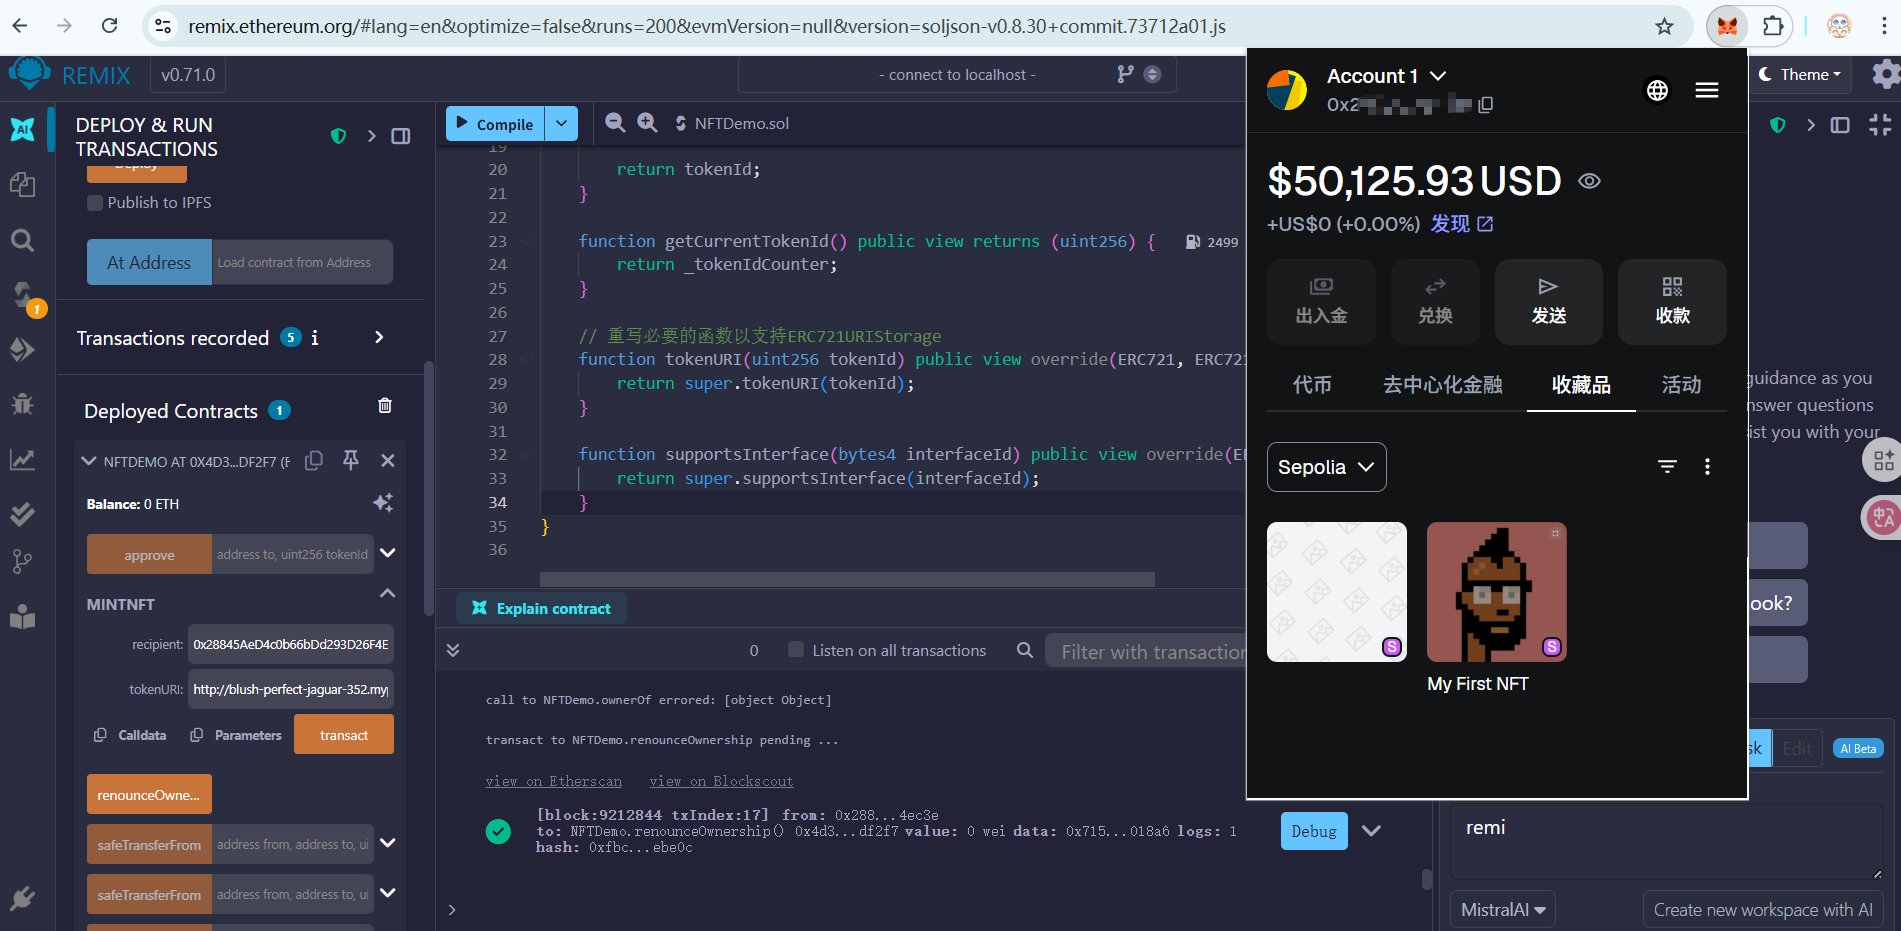 remix.ethereum.org/#lang=en&optimize=false&runs=200&evmVersion=null&version=soljson-v0.8.30+commit.73712a01.js
REMIX
v0.71.0
- connect to localhost -
Theme
DEPLOY & RUN
TRANSACTIONS
Deploy
Publish to IPFS
At Address
Load contract from Address
1
Transactions recorded 5 i
Deployed Contracts 1
NFTDEMO AT 0X4D3...DF2F7 (
Balance: 0 ETH
approve
address to, uint256 tokenId
MINTNFT
recipient:
0x28845AeD4c0b66bDd293D26F4E
tokenURI:
http://blush-perfect-jaguar-352.my
Calldata
Parameters
transact
renounceOwne...
safeTransferFrom
address from, address to, ui
safeTransferFrom
address from, address to, ui
Compile
NFTDemo.sol
19
20 return tokenId;
21 }
22
23 function getCurrentTokenId() public view returns (uint256) { 2499
24 return _tokenIdCounter;
25 }
26
27 // 重写必要的函数以支持ERC721URIStorage
28 function tokenURI(uint256 tokenId) public view override(ERC721, ERC721
29 return super.tokenURI(tokenId);
30 }
31
32 function supportsInterface(bytes4 interfaceId) public view override(E
33 return super.supportsInterface(interfaceId);
34 }
35 }
36
Explain contract
0
Listen on all transactions
Filter with transaction
call to NFTDemo.ownerOf errored: [object Object]
transact to NFTDemo.renounceOwnership pending ...
view on Etherscan view on Blockscout
[block:9212844 txIndex:17] from: 0x288...4ec3e
to: NFTDemo.renounceOwnership() 0x4d3...df2f7 value: 0 wei data: 0x715...018a6 logs: 1
hash: 0xfbc...ebe0c
Debug
>
Account 1
0x2
$50,125.93 USD
+US$0 (+0.00%) 发现
出入金
兑换
发送
收款
代币
去中心化金融
收藏品
活动
Sepolia
S
S
My First NFT
guidance as you
nswer questions
ist you with your
ook?
sk
Edit
AI Beta
remi
MistralAI
Create new workspace with AI